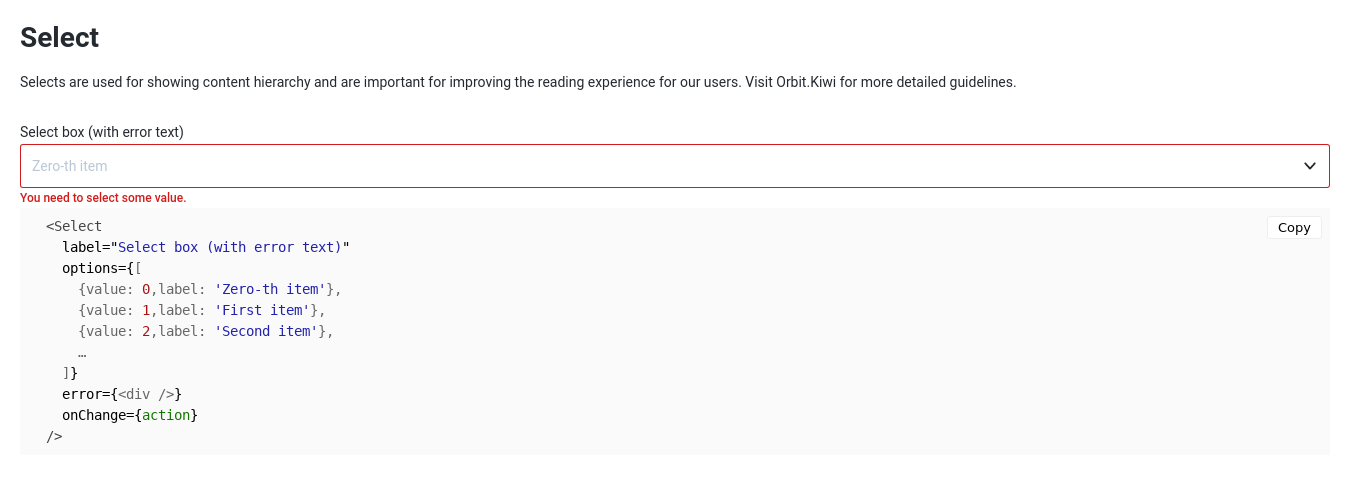 Select
Selects are used for showing content hierarchy and are important for improving the reading experience for our users. Visit Orbit.Kiwi for more detailed guidelines.
Select box (with error text)
Zero-th item
You need to select some value.
Copy
<Select
  label="Select box (with error text)"
  options={[
    {value: 0,label: 'Zero-th item'},
    {value: 1,label: 'First item'},
    {value: 2,label: 'Second item'},
    …
  ]}
  error={<div />}
  onChange={action}
/>